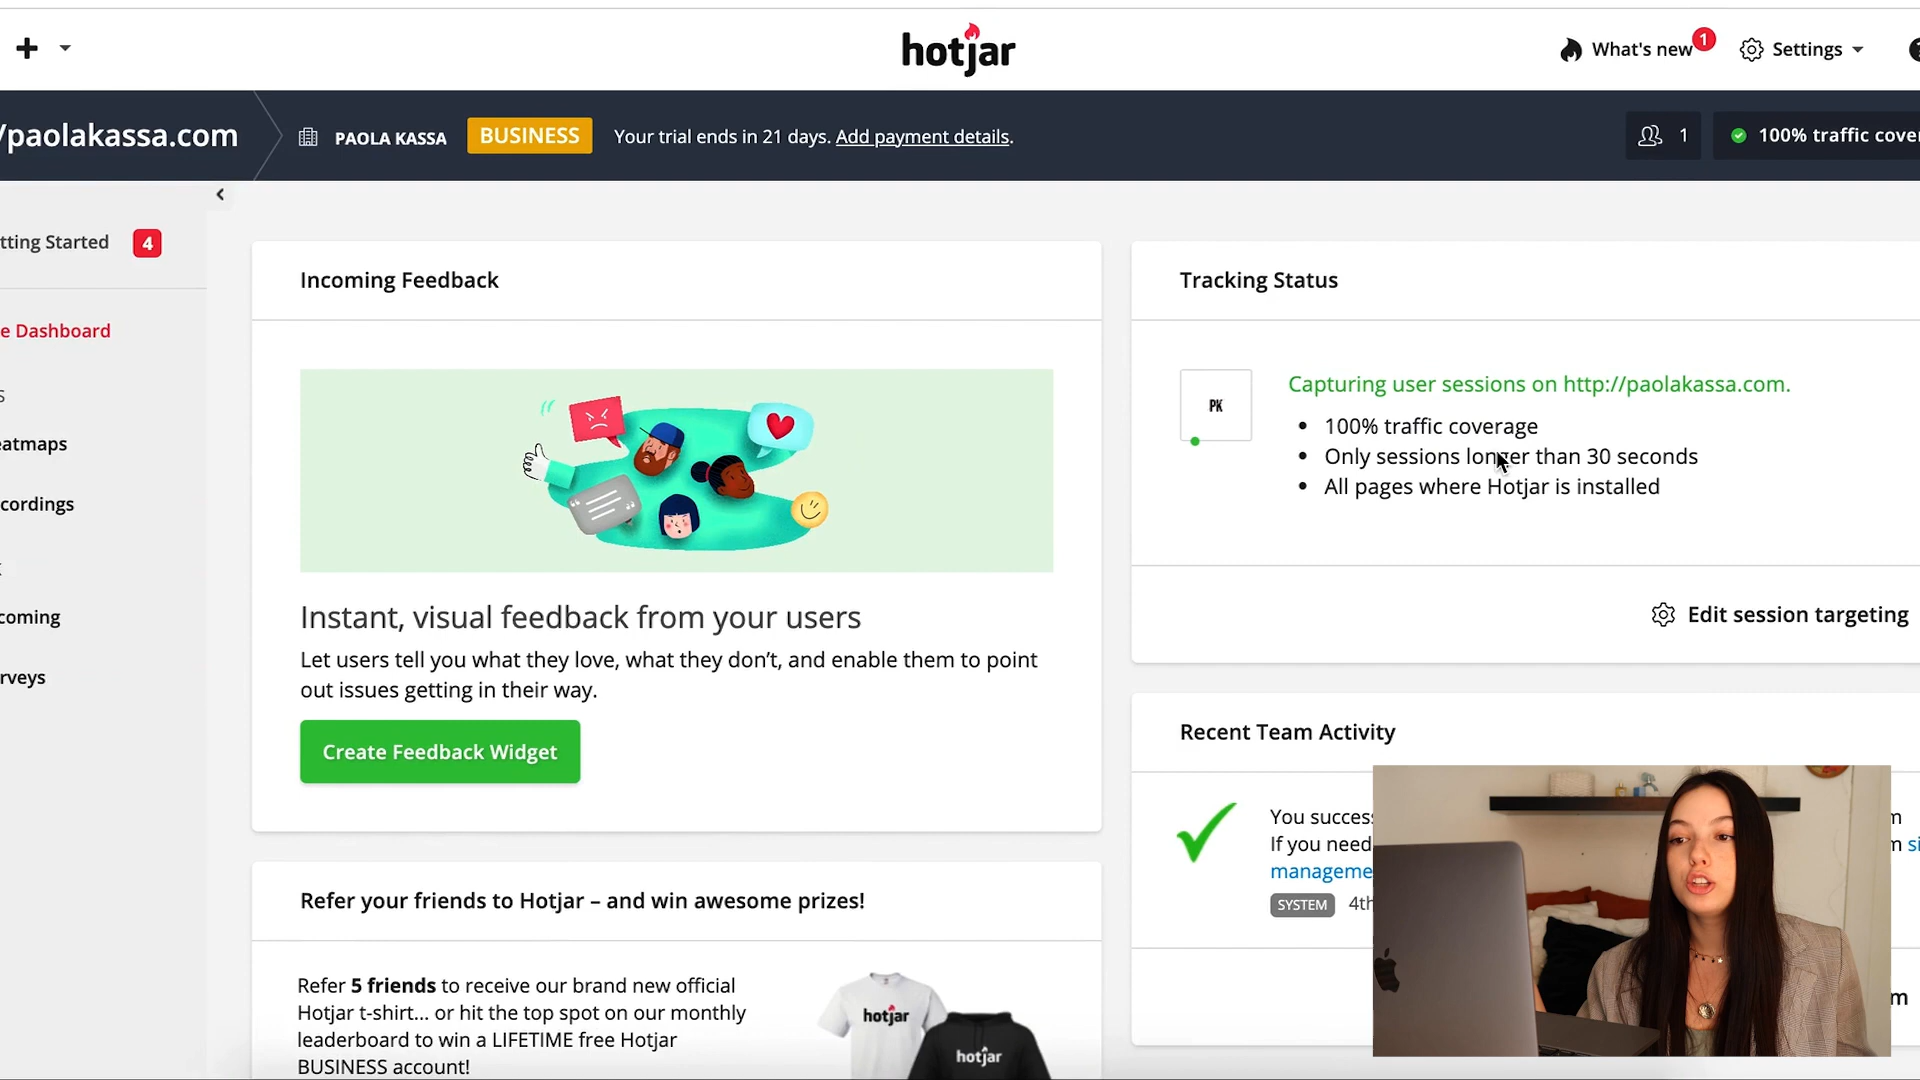 hotjar
What's new
1
Settings
/paolakassa.com
PAOLA KASSA
BUSINESS
Your trial ends in 21 days. Add payment details.
1
100% traffic cover
tting Started
4
e Dashboard
S
eatmaps
cordings
coming
rveys
Incoming Feedback
Instant, visual feedback from your users
Let users tell you what they love, what they don't, and enable them to point
out issues getting in their way.
Create Feedback Widget
Refer your friends to Hotjar – and win awesome prizes!
Refer 5 friends to receive our brand new official
Hotjar t-shirt... or hit the top spot on our monthly
leaderboard to win a LIFETIME free Hotjar
BUSINESS account!
hotjar
hotjar
Tracking Status
PK
Capturing user sessions on http://paolakassa.com.
100% traffic coverage
Only sessions longer than 30 seconds
All pages where Hotjar is installed
Edit session targeting
Recent Team Activity
You succes
m
If you need
m si
manageme
SYSTEM 4th
m